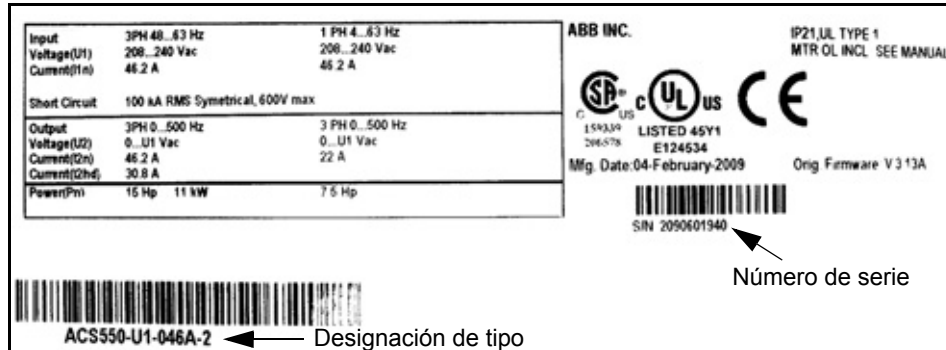 Input 3PH 48...63 Hz 1 PH 4...63 Hz
Voltage(U1) 208...240 Vac 208...240 Vac
Current(I1n) 46.2 A 46.2 A
Short Circuit 100 kA RMS Symetrical, 600V max
Output 3PH 0...500 Hz 3 PH 0...500 Hz
Voltage(U2) 0...U1 Vac 0...U1 Vac
Current(I2n) 46.2 A 22 A
Current(I2hd) 30.8 A
Power(Pn) 15 Hp 11 kW 7.5 Hp
ABB INC.
IP21,UL TYPE 1
MTR OL INCL SEE MANUAL
SA
C US
159339
206578
C UL US
LISTED 45Y1
E124534
CE
Mfg. Date:04-February-2009 Orig. Firmware V 3.13A
S/N 2090601940
Número de serie
ACS550-U1-046A-2
Designación de tipo